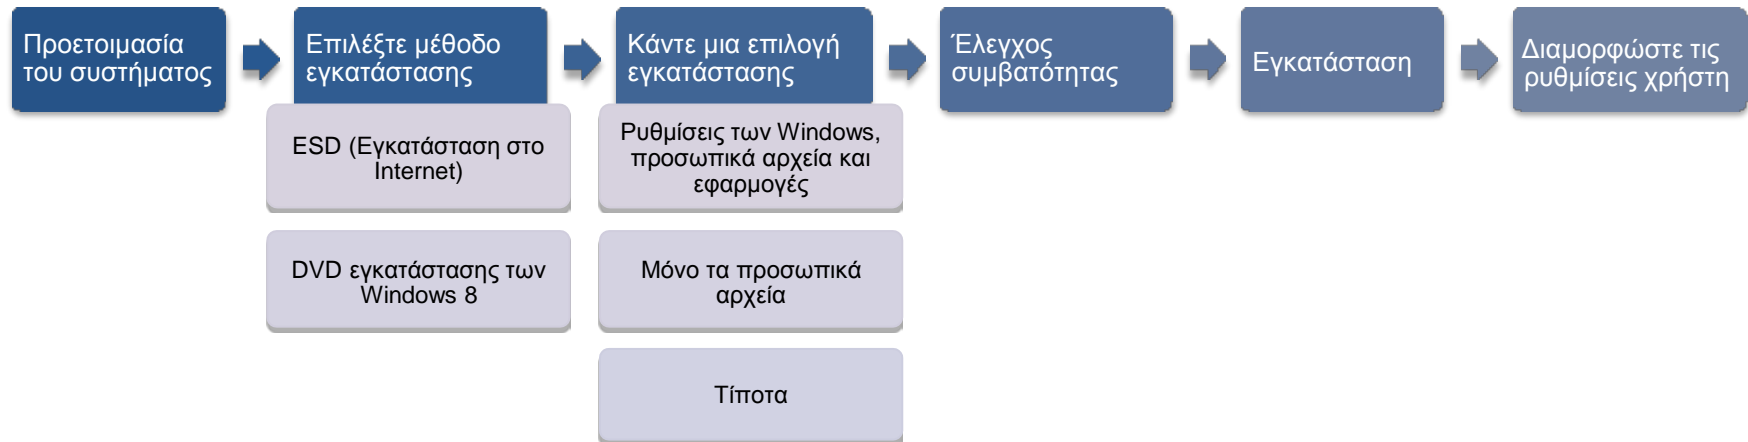 Προετοιμασία
του συστήματος
Επιλέξτε μέθοδο
εγκατάστασης
Κάντε μια επιλογή
εγκατάστασης
Έλεγχος
συμβατότητας
Εγκατάσταση
Διαμορφώστε τις
ρυθμίσεις χρήστη
ESD (Εγκατάσταση στο
Internet)
DVD εγκατάστασης των
Windows 8
Ρυθμίσεις των Windows,
προσωπικά αρχεία και
εφαρμογές
Μόνο τα προσωπικά
αρχεία
Τίποτα